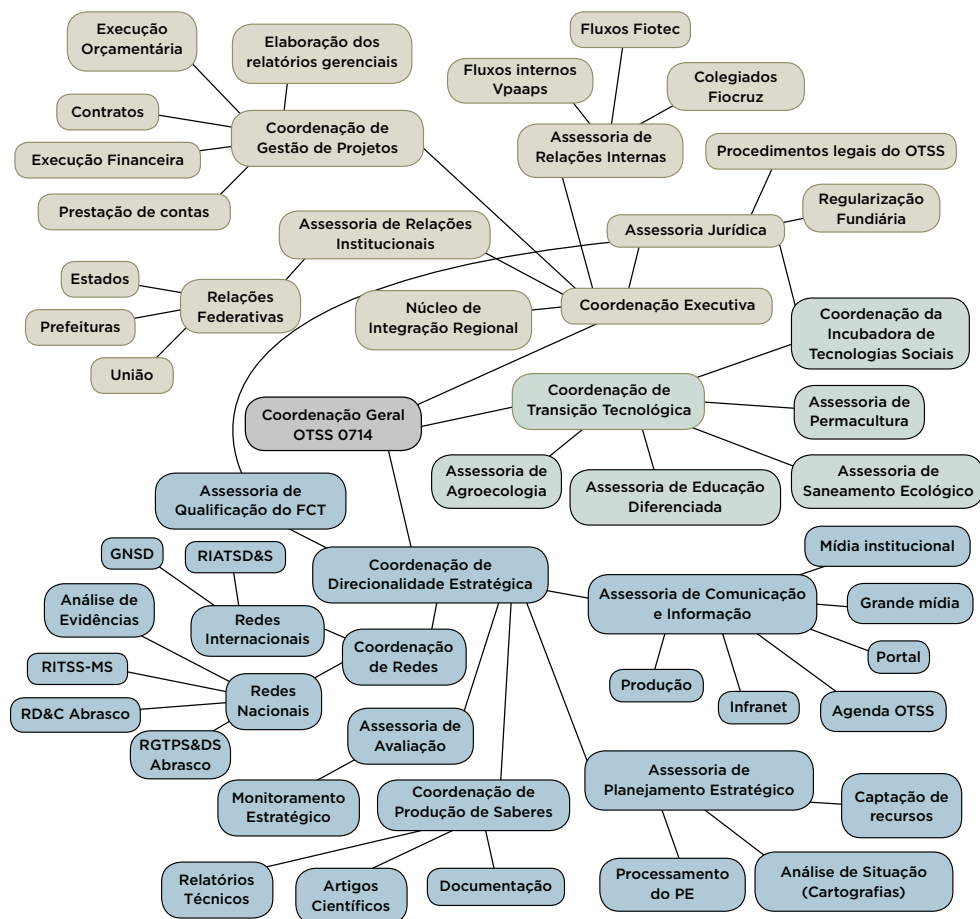 Execução
Orçamentária
Elaboração dos
relatórios gerenciais
Fluxos Fiotec
Fluxos internos
Vpaaps
Colegiados
Fiocruz
Contratos
Coordenação de
Gestão de Projetos
Assessoria de
Relações Internas
Procedimentos legais do OTSS
Execução Financeira
Prestação de contas
Regularização
Fundiária
Assessoria de Relações
Institucionais
Assessoria Jurídica
Estados
Relações
Federativas
Prefeituras
União
Núcleo de
Integração Regional
Coordenação Executiva
Coordenação da
Incubadora de
Tecnologias Sociais
Coordenação Geral
OTSS 0714
Coordenação de
Transição Tecnológica
Assessoria de
Permacultura
Assessoria de
Agroecologia
Assessoria de Educação
Diferenciada
Assessoria de
Saneamento Ecológico
Assessoria de
Qualificação do FCT
GNSD
RIATSD&S
Coordenação de
Direcionalidade Estratégica
Mídia institucional
Análise de
Evidências
Redes
Internacionais
Assessoria de Comunicação
e Informação
Grande mídia
Coordenação
de Redes
Portal
RITSS-MS
Redes
Nacionais
Produção
Infranet
Agenda OTSS
RD&C Abrasco
RGTPS&DS
Abrasco
Assessoria de
Avaliação
Assessoria de
Planejamento Estratégico
Monitoramento
Estratégico
Coordenação de
Produção de Saberes
Captação de
recursos
Relatórios
Técnicos
Artigos
Científicos
Documentação
Processamento
do PE
Análise de Situação
(Cartografias)